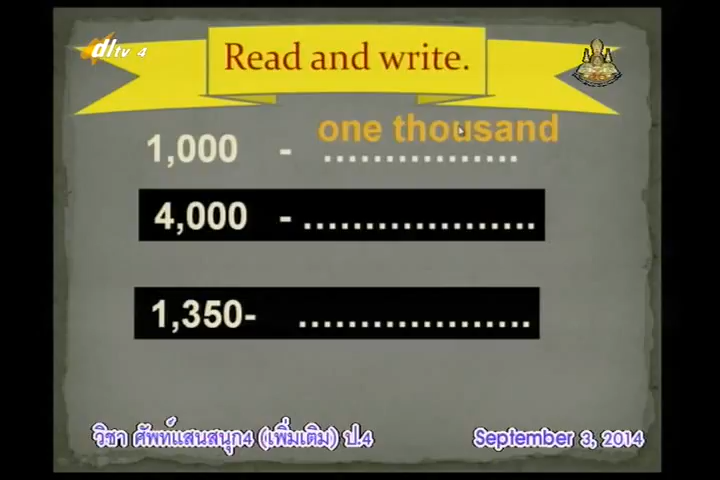 dltv 4
Read and write.
one thousand
1,000 - ................
4,000 - ...................
1,350- ...................
วิชา ศัพท์แสนสนุก4 (เพิ่มเติม) ป.4
September 3, 2014